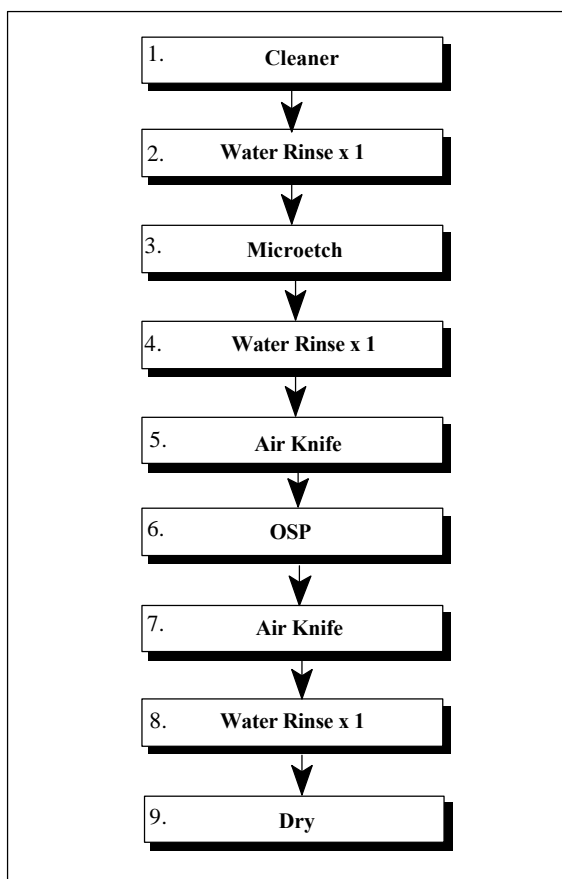 1. Cleaner
2. Water Rinse x 1
3. Microetch
4. Water Rinse x 1
5. Air Knife
6. OSP
7. Air Knife
8. Water Rinse x 1
9. Dry